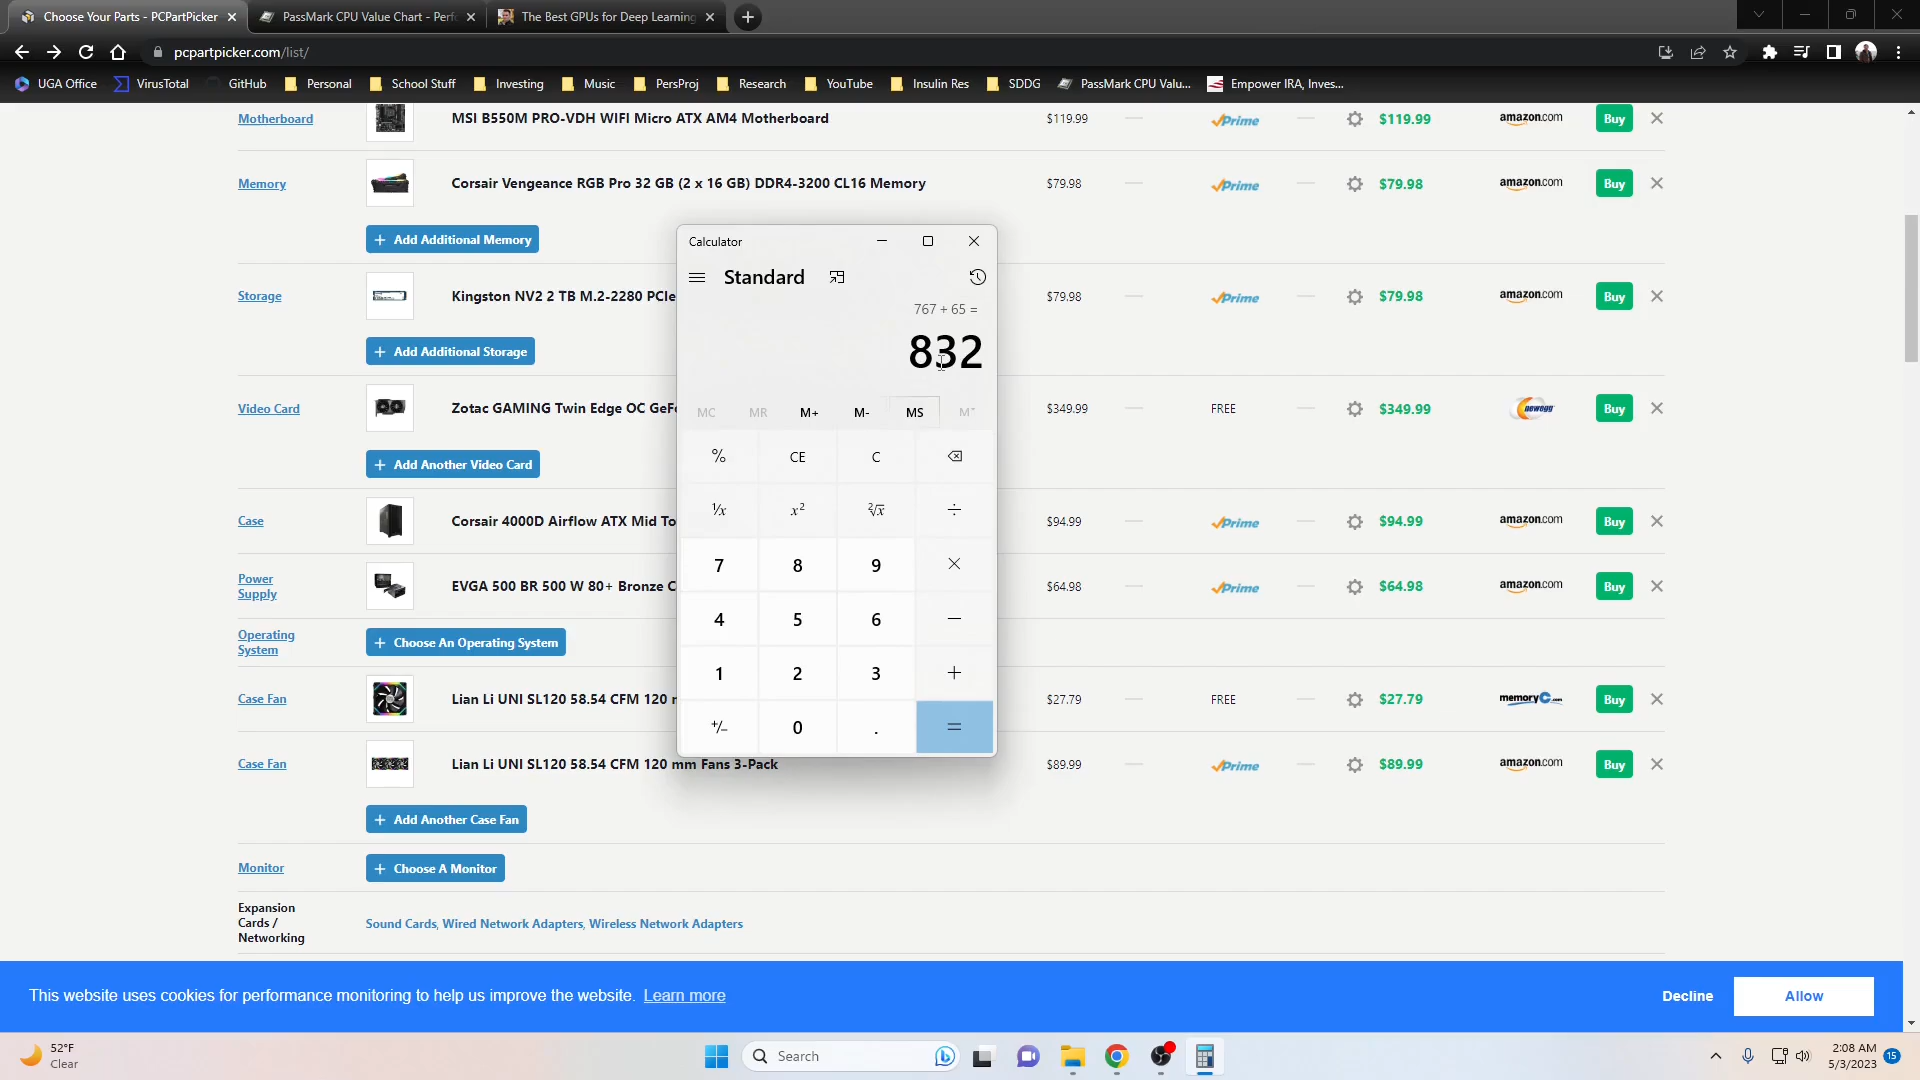 Choose Your Parts - PCPartPicker
PassMark CPU Value Chart - Perfo
The Best GPUs for Deep Learning
pcpartpicker.com/list/
UGA Office
VirusTotal
GitHub
Personal
School Stuff
Investing
Music
PersProj
Research
YouTube
Insulin Res
SDDG
PassMark CPU Valu...
Empower IRA, Inves...
Motherboard
MSI B550M PRO-VDH WIFI Micro ATX AM4 Motherboard
$119.99
Prime
$119.99
amazon.com
Buy
Memory
Corsair Vengeance RGB Pro 32 GB (2 x 16 GB) DDR4-3200 CL16 Memory
$79.98
Prime
$79.98
amazon.com
Buy
+ Add Additional Memory
Storage
Kingston NV2 2 TB M.2-2280 PCIe
$79.98
Prime
$79.98
amazon.com
Buy
+ Add Additional Storage
Video Card
Zotac GAMING Twin Edge OC GeFo
$349.99
FREE
$349.99
newegg
Buy
+ Add Another Video Card
Case
Corsair 4000D Airflow ATX Mid To
$94.99
Prime
$94.99
amazon.com
Buy
Power
Supply
EVGA 500 BR 500 W 80+ Bronze C
$64.98
Prime
$64.98
amazon.com
Buy
Operating
System
+ Choose An Operating System
Case Fan
Lian Li UNI SL120 58.54 CFM 120 m
$27.79
FREE
$27.79
memoryC.com
Buy
Case Fan
Lian Li UNI SL120 58.54 CFM 120 mm Fans 3-Pack
$89.99
Prime
$89.99
amazon.com
Buy
+ Add Another Case Fan
Monitor
+ Choose A Monitor
Expansion
Cards /
Networking
Sound Cards, Wired Network Adapters, Wireless Network Adapters
Calculator
Standard
767 + 65 =
832
MC MR M+ M- MS M˅
% CE C
⅟x x² ²√x ÷
7 8 9 ×
4 5 6 −
1 2 3 +
+/− 0 . =
This website uses cookies for performance monitoring to help us improve the website. Learn more
Decline
Allow
52°F
Clear
Search
2:08 AM
5/3/2023
15